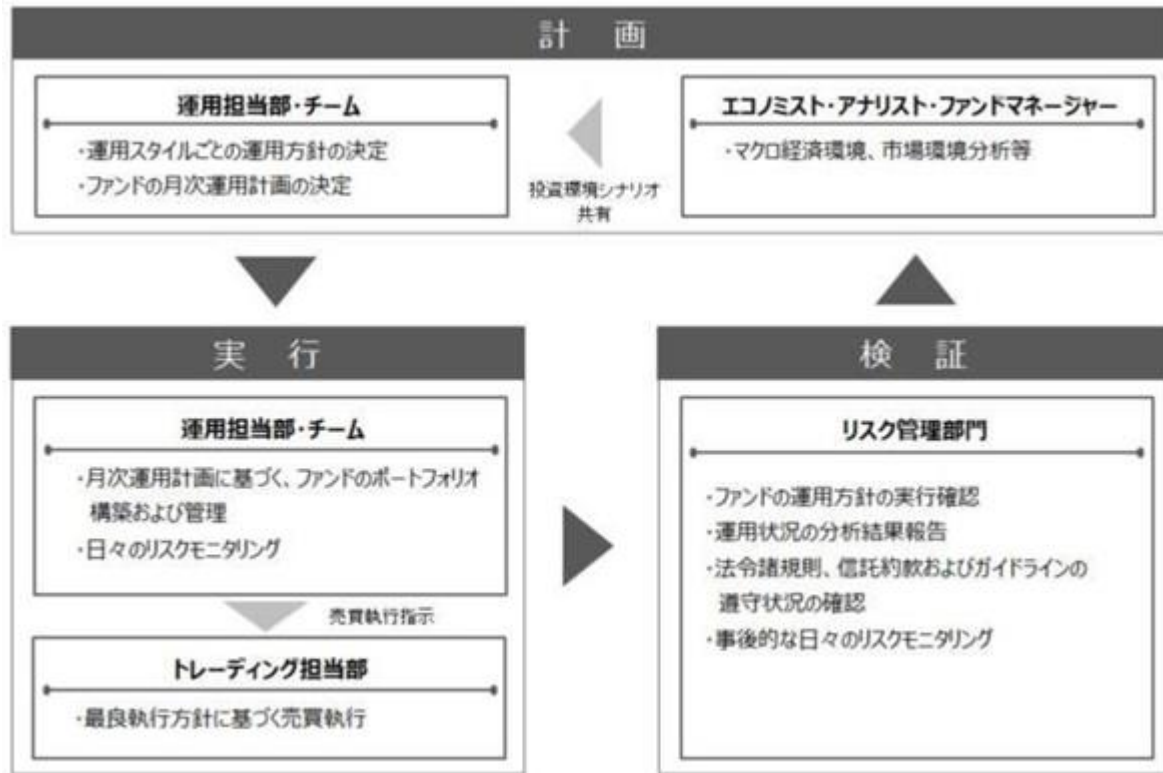 計 画
運用担当部・チーム
・運用スタイルごとの運用方針の決定
・ファンドの月次運用計画の決定
投資環境シナリオ
共有
エコノミスト・アナリスト・ファンドマネージャー
・マクロ経済環境、市場環境分析等
実 行
運用担当部・チーム
・月次運用計画に基づく、ファンドのポートフォリオ
構築および管理
・日々のリスクモニタリング
売買執行指示
トレーディング担当部
・最良執行方針に基づく売買執行
検 証
リスク管理部門
・ファンドの運用方針の実行確認
・運用状況の分析結果報告
・法令諸規則、信託約款およびガイドラインの
遵守状況の確認
・事後的な日々のリスクモニタリング